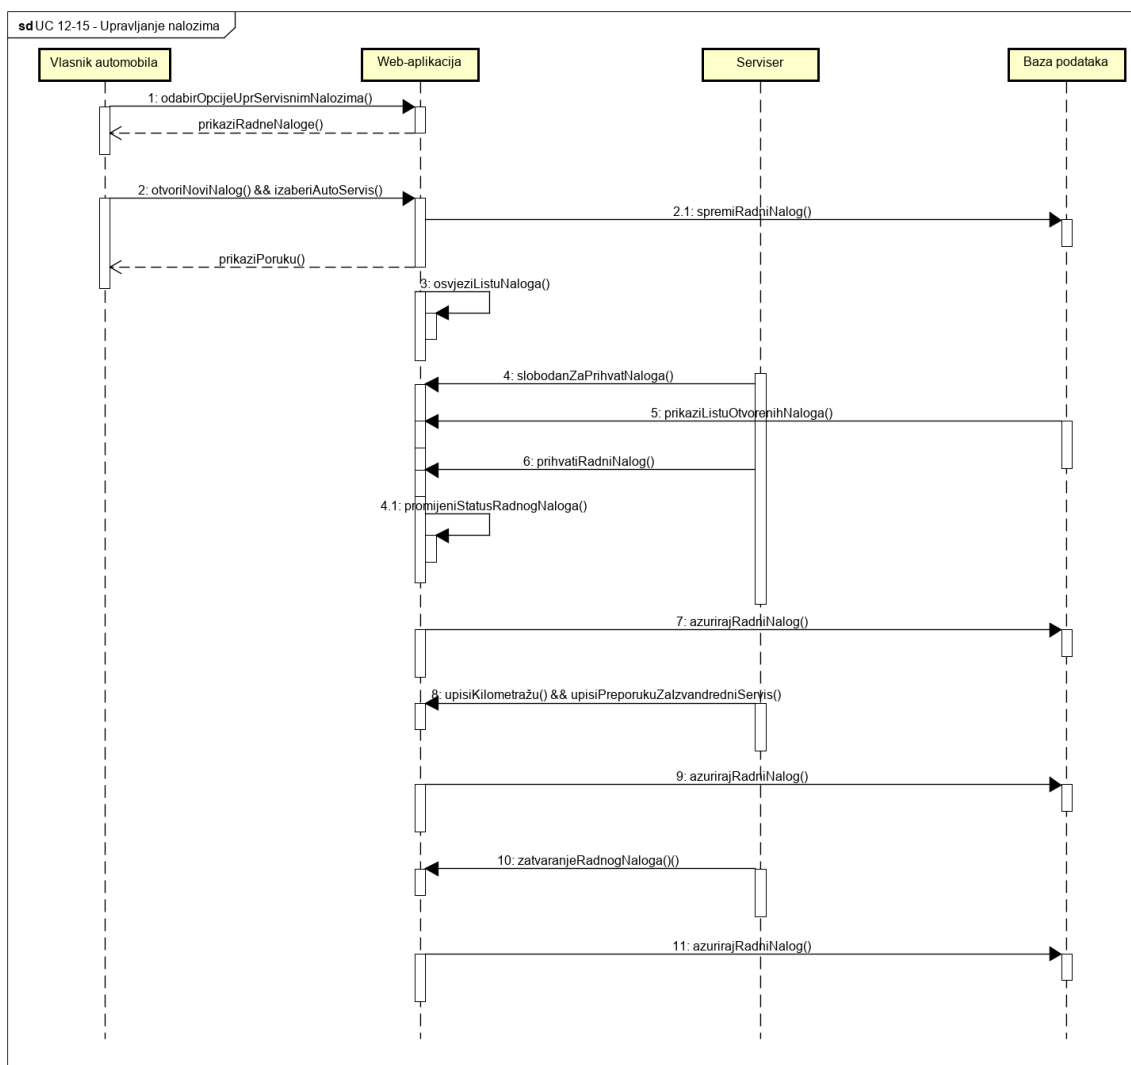 sd UC 12-15 - Upravljanje nalozima
Vlasnik automobila
Web-aplikacija
Serviser
Baza podataka
1: odabirOpcijeUprServisnimNalozima()
prikaziRadneNaloge()
2: otvoriNoviNalog() && izaberiAutoServis()
2.1: spremiRadniNalog()
prikaziPoruku()
3: osvjeziListuNaloga()
4: slobodanZaPrihvatNaloga()
5: prikaziListuOtvorenihNaloga()
6: prihvatiRadniNalog()
4.1: promijeniStatusRadnogNaloga()
7: azurirajRadniNalog()
8: upisiKilometražu() && upisiPreporukuZaIzvandredniServis()
9: azurirajRadniNalog()
10: zatvaranjeRadnogNaloga()()
11: azurirajRadniNalog()